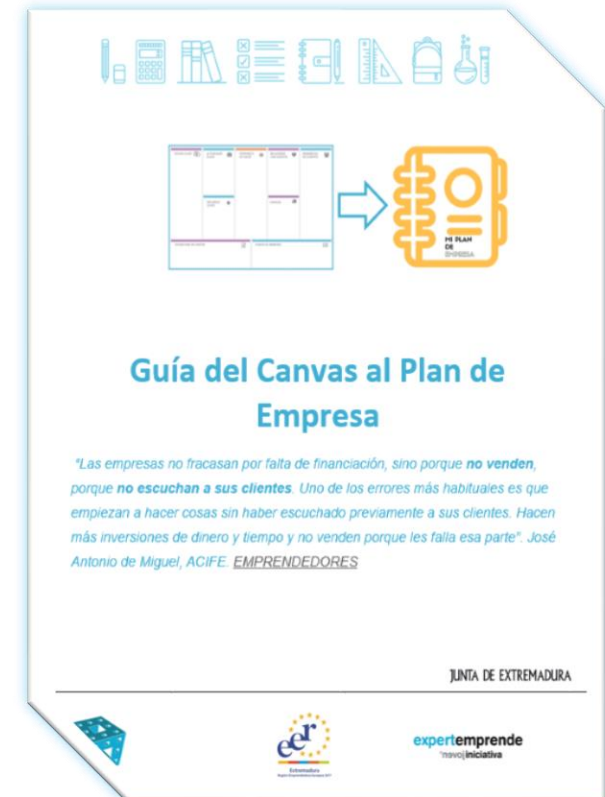 MI PLAN
DE
EMPRESA
Guía del Canvas al Plan de
Empresa
"Las empresas no fracasan por falta de financiación, sino porque no venden,
porque no escuchan a sus clientes. Uno de los errores más habituales es que
empiezan a hacer cosas sin haber escuchado previamente a sus clientes. Hacen
más inversiones de dinero y tiempo y no venden porque les falla esa parte". José
Antonio de Miguel, ACIFE. EMPRENDEDORES
JUNTA DE EXTREMADURA
eer
Extremadura
expertemprende
iniciativa